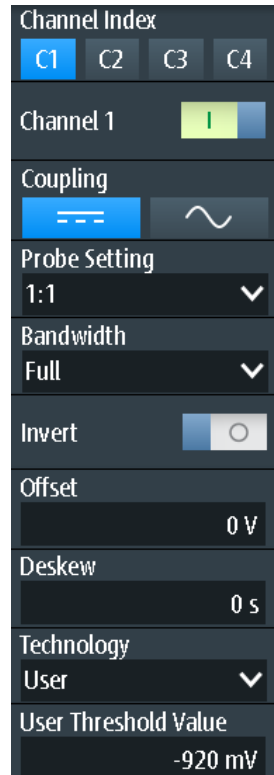 Channel Index
C1 C2 C3 C4
Channel 1
Coupling
Probe Setting
1:1
Bandwidth
Full
Invert
Offset
0 V
Deskew
0 s
Technology
User
User Threshold Value
-920 mV